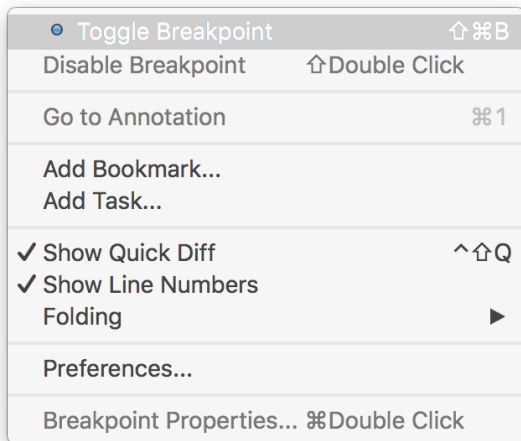 Toggle Breakpoint ⇧⌘B
Disable Breakpoint ⇧Double Click
Go to Annotation ⌘1
Add Bookmark...
Add Task...
✓ Show Quick Diff ^⇧Q
✓ Show Line Numbers
Folding ▶
Preferences...
Breakpoint Properties... ⌘Double Click